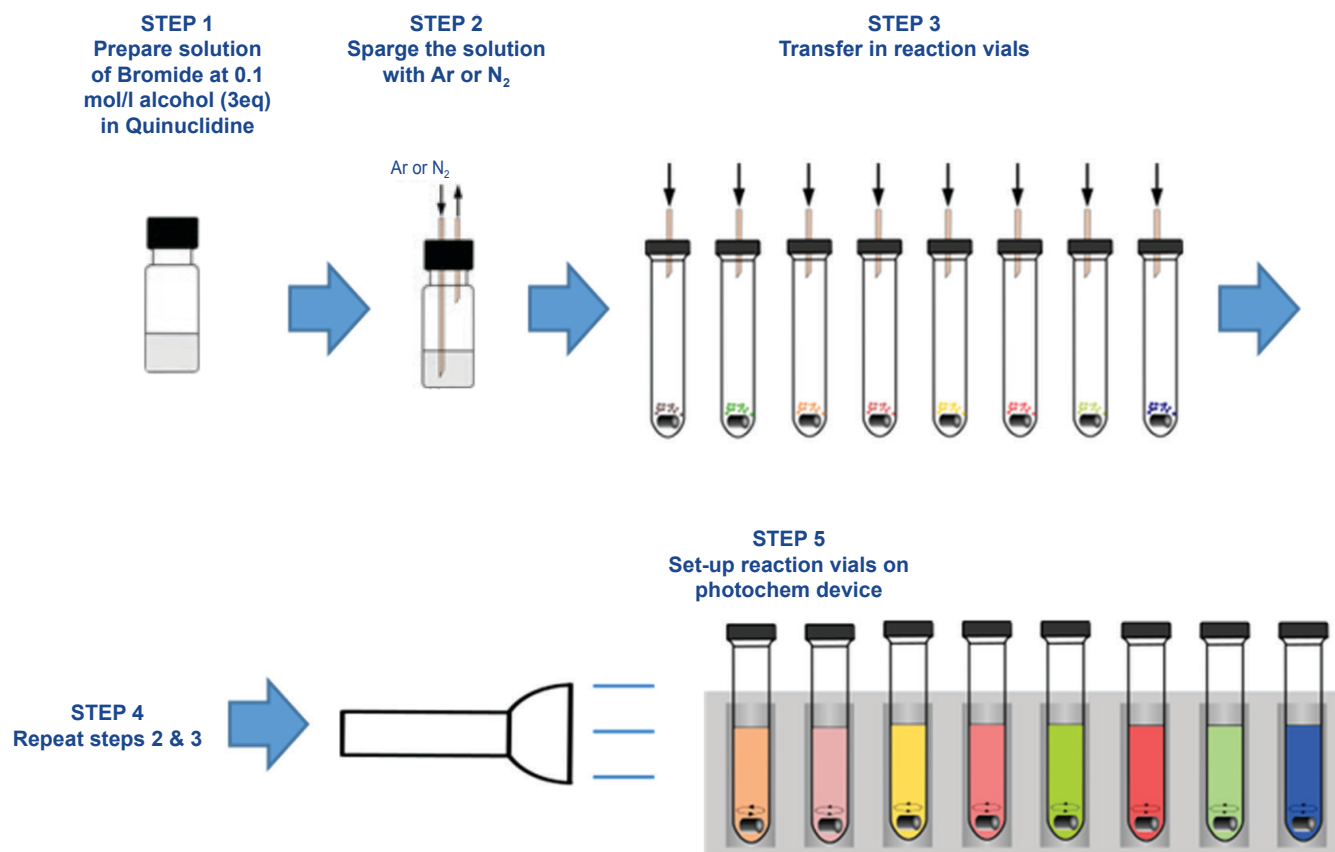 STEP 1
Prepare solution
of Bromide at 0.1
mol/l alcohol (3eq)
in Quinuclidine
STEP 2
Sparge the solution
with Ar or N₂
Ar or N₂
STEP 3
Transfer in reaction vials
STEP 4
Repeat steps 2 & 3
STEP 5
Set-up reaction vials on
photochem device